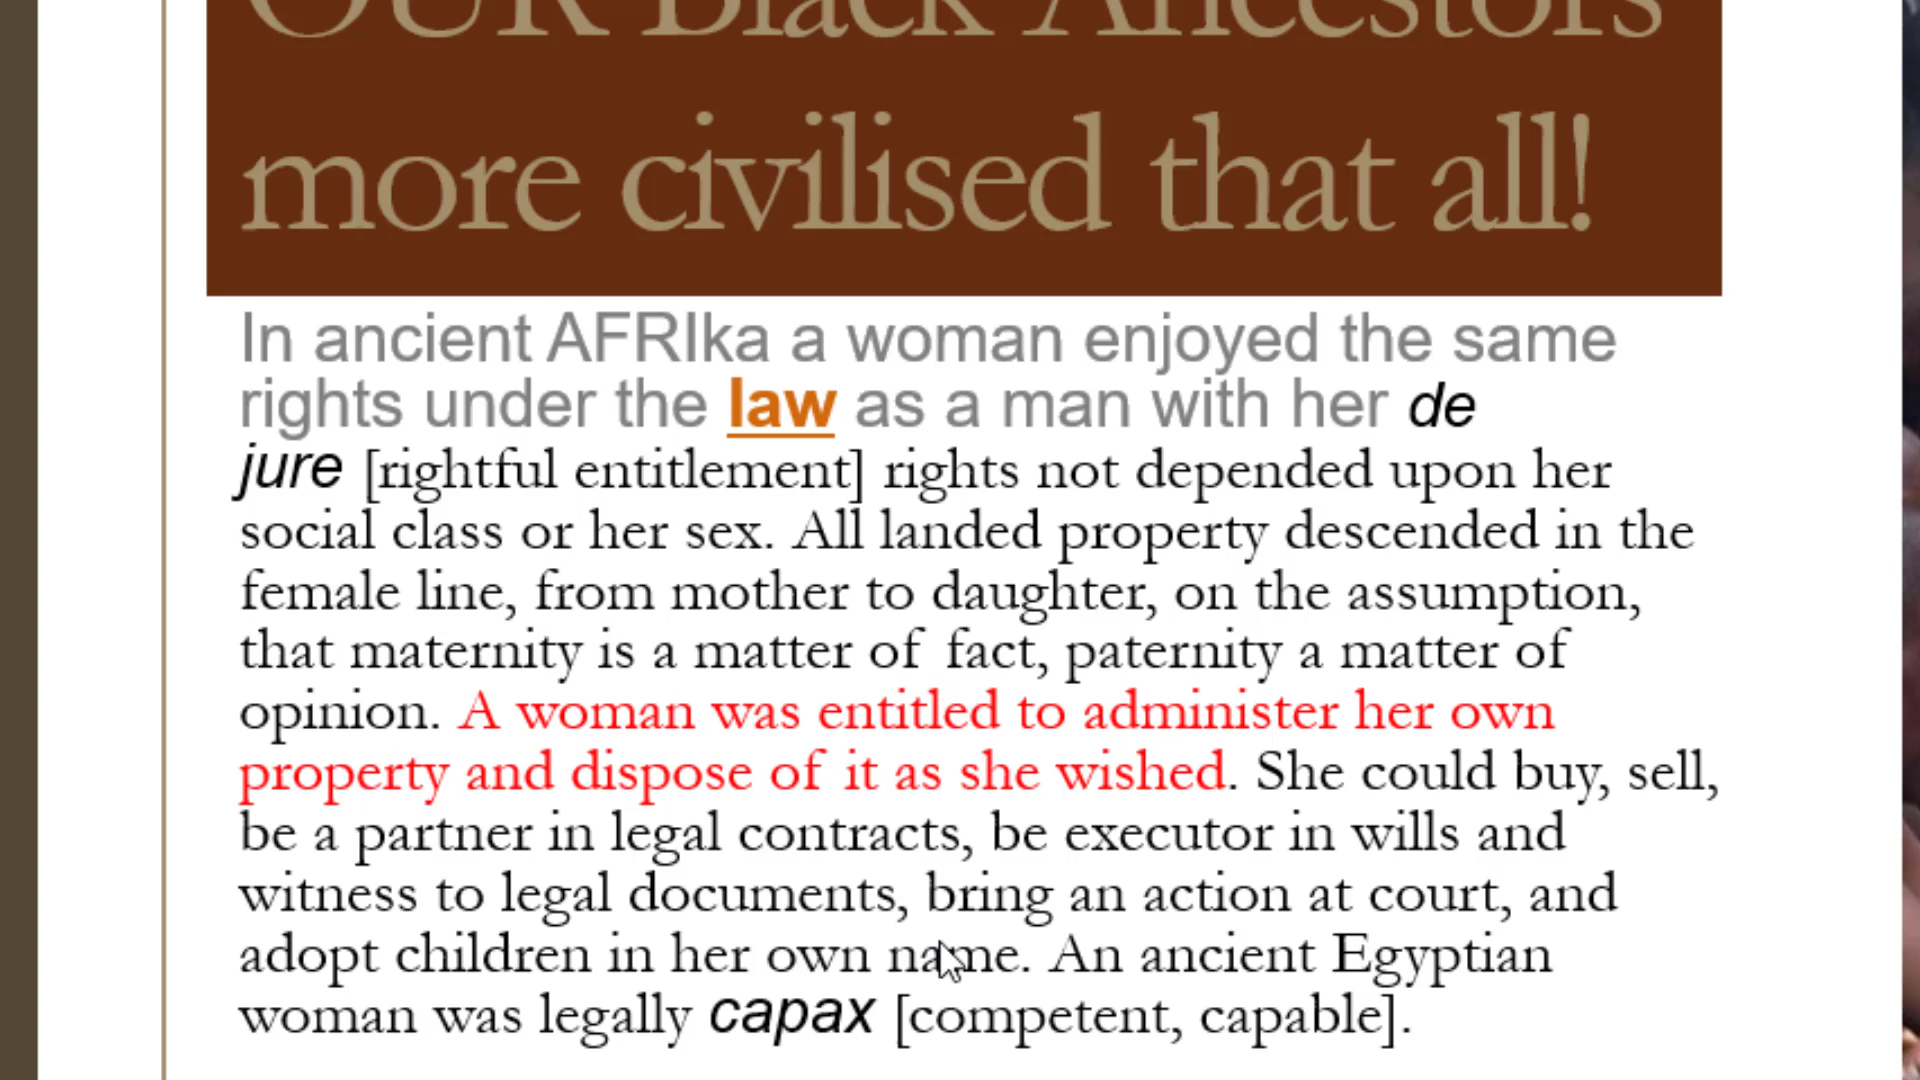 OUR Black Ancestors
more civilised that all!
In ancient AFRIka a woman enjoyed the same
rights under the law as a man with her de
jure [rightful entitlement] rights not depended upon her
social class or her sex. All landed property descended in the
female line, from mother to daughter, on the assumption,
that maternity is a matter of fact, paternity a matter of
opinion. A woman was entitled to administer her own
property and dispose of it as she wished. She could buy, sell,
be a partner in legal contracts, be executor in wills and
witness to legal documents, bring an action at court, and
adopt children in her own name. An ancient Egyptian
woman was legally capax [competent, capable].